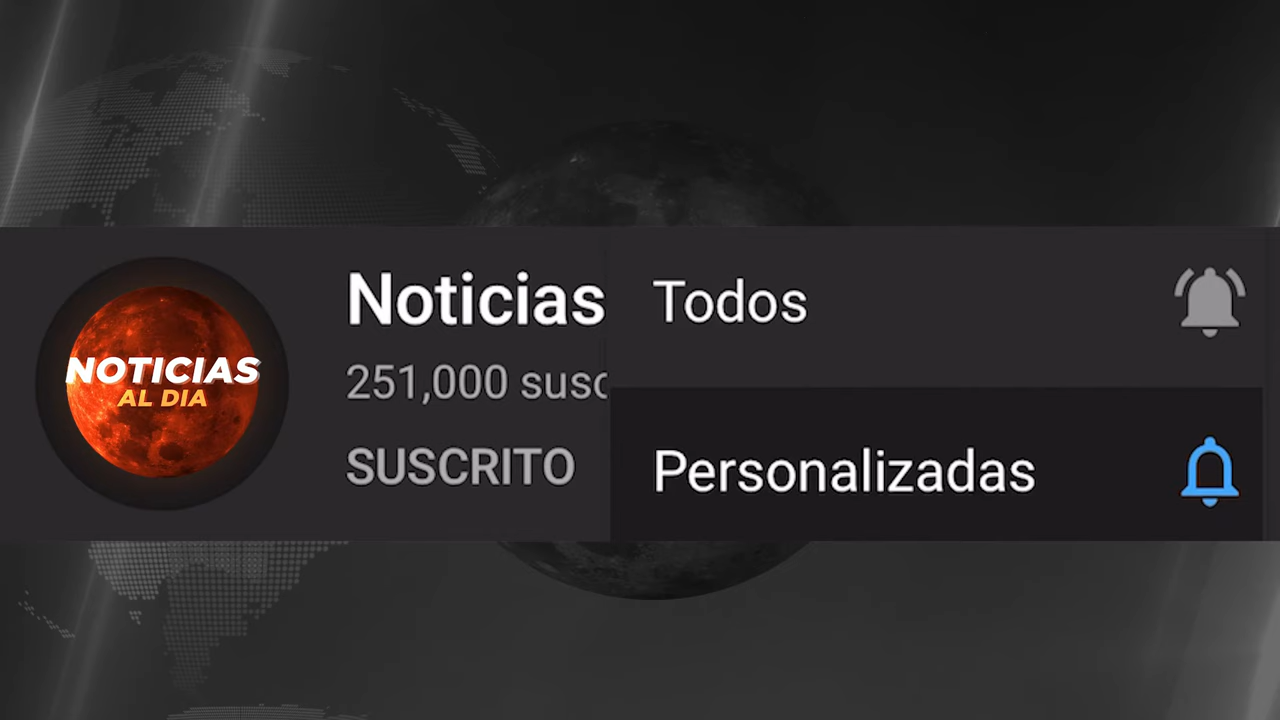 NOTICIAS
AL DIA
Noticias
251,000 susc
SUSCRITO
Todos
Personalizadas